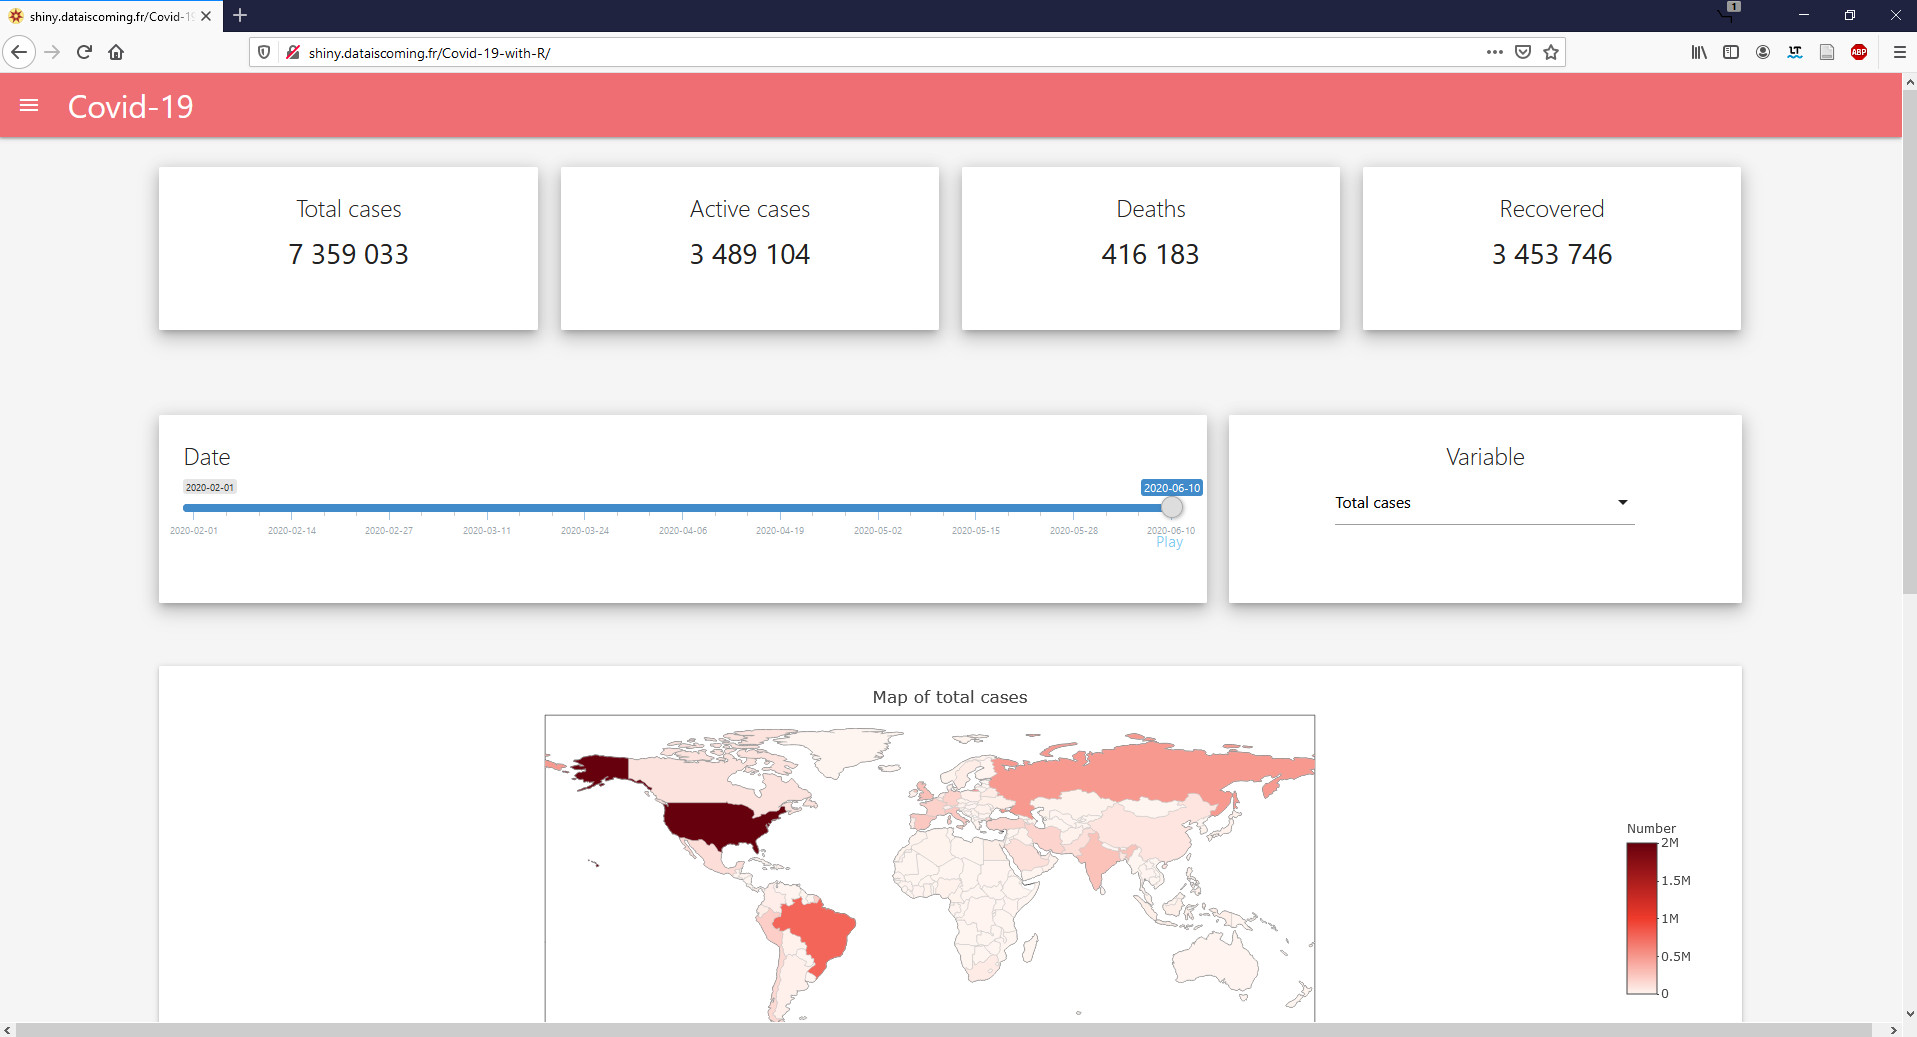 shiny.dataiscoming.fr/Covid-19
1
shiny.dataiscoming.fr/Covid-19-with-R/
LT
ABP
Covid-19
Total cases
7 359 033
Active cases
3 489 104
Deaths
416 183
Recovered
3 453 746
Date
2020-02-01
2020-06-10
2020-02-01 2020-02-14 2020-02-27 2020-03-11 2020-03-24 2020-04-06 2020-04-19 2020-05-02 2020-05-15 2020-05-28 2020-06-10
Play
Variable
Total cases
Map of total cases
Number
2M
1.5M
1M
0.5M
0